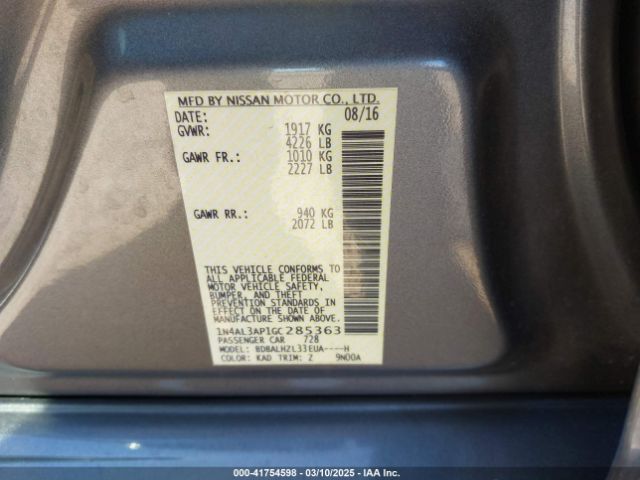 MFD BY NISSAN MOTOR CO., LTD.
DATE: 08/16
GVWR: 1917 KG
4226 LB
GAWR FR.: 1010 KG
2227 LB
GAWR RR.: 940 KG
2072 LB
THIS VEHICLE CONFORMS TO
ALL APPLICABLE FEDERAL
MOTOR VEHICLE SAFETY,
BUMPER, AND THEFT
PREVENTION STANDARDS IN
EFFECT ON THE DATE OF
MANUFACTURE SHOWN ABOVE.
1N4AL3AP1GC285363
PASSENGER CAR 728
MODEL: BDBALHZL33EUA----H
COLOR: KAD TRIM: Z 9N00A
00-41754598 — 03/10/2025 — IAA Inc.